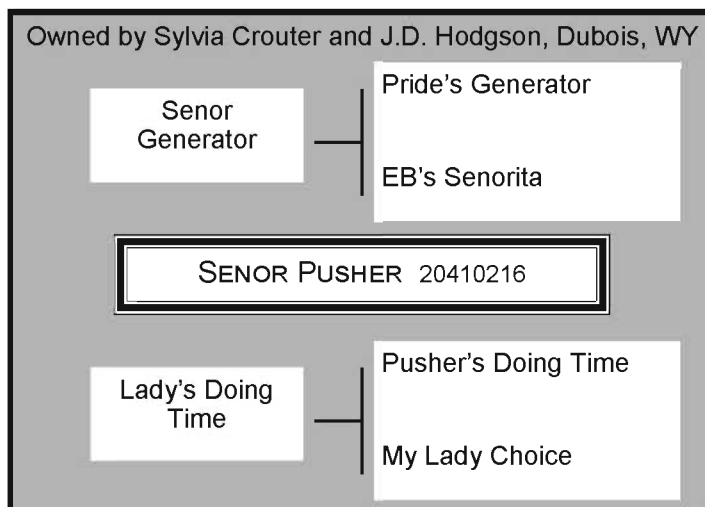 Owned by Sylvia Crouter and J.D. Hodgson, Dubois, WY
Senor
Generator
Pride's Generator
EB's Senorita
SENOR PUSHER 20410216
Lady's Doing
Time
Pusher's Doing Time
My Lady Choice